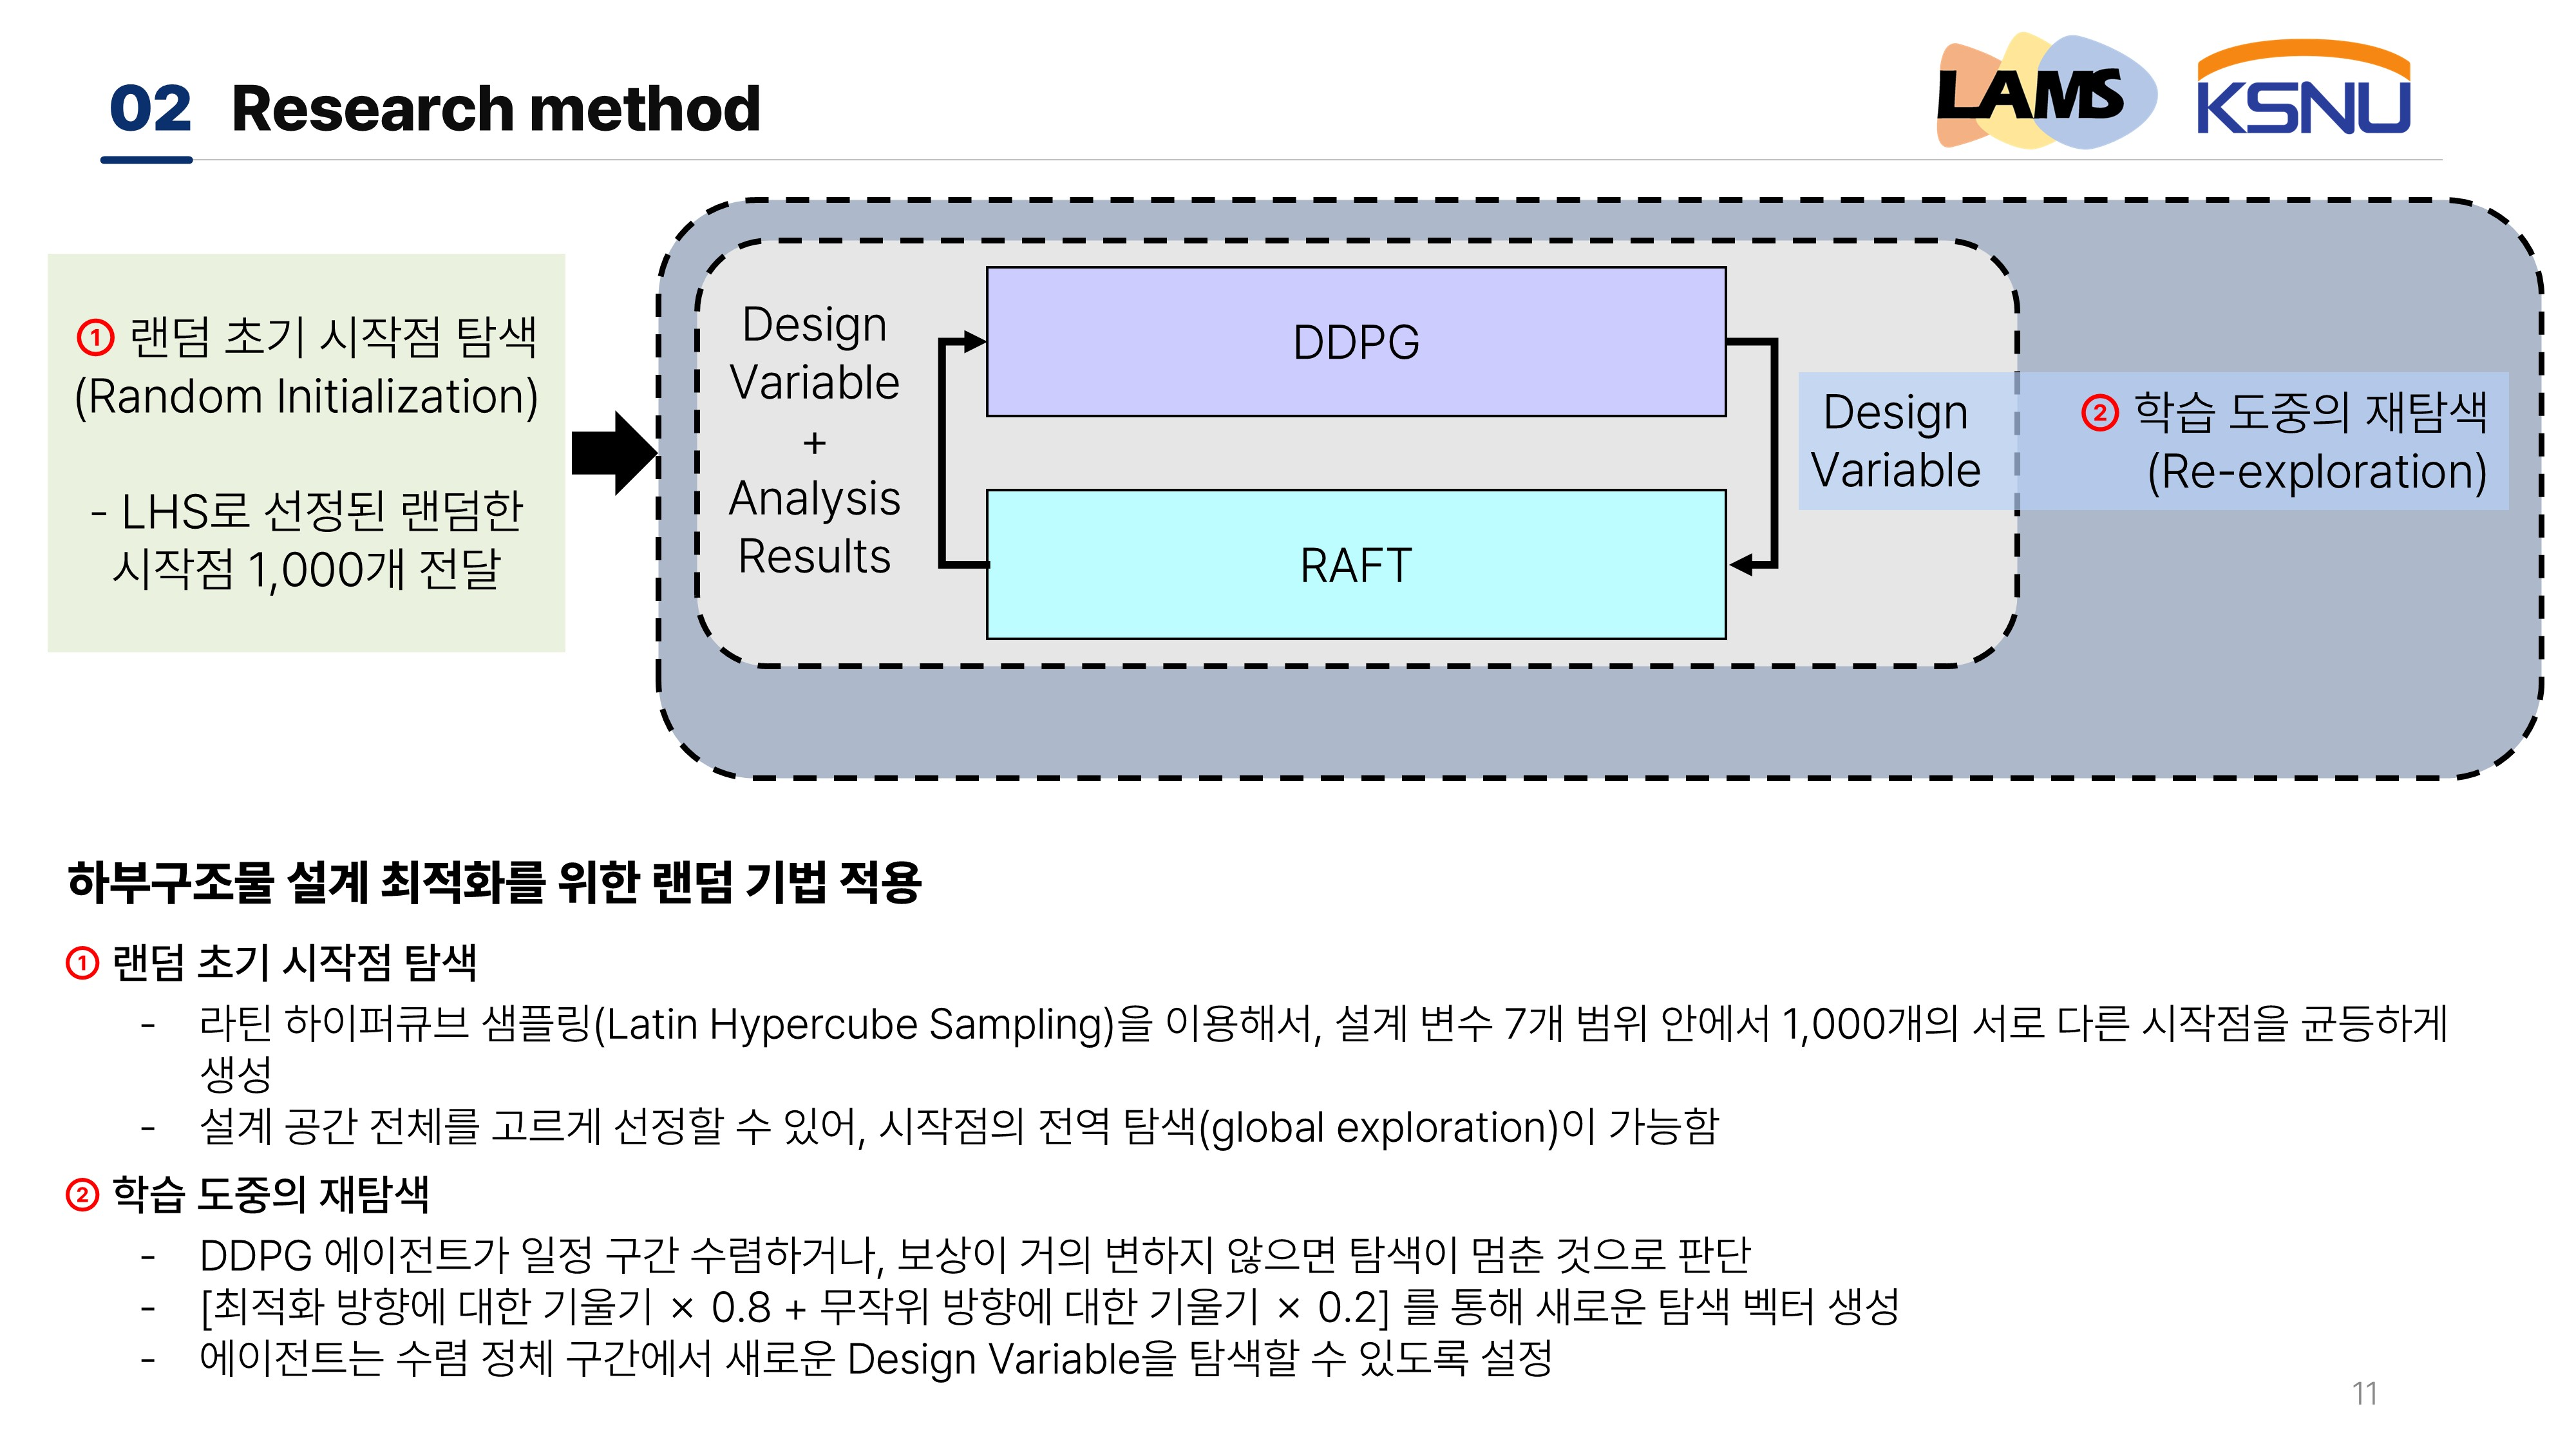 02 Research method
LAMS
KSNU
① 랜덤 초기 시작점 탐색
(Random Initialization)
- LHS로 선정된 랜덤한
시작점 1,000개 전달
Design
Variable
+
Analysis
Results
DDPG
RAFT
Design
Variable
② 학습 도중의 재탐색
(Re-exploration)
하부구조물 설계 최적화를 위한 랜덤 기법 적용
① 랜덤 초기 시작점 탐색
- 라틴 하이퍼큐브 샘플링(Latin Hypercube Sampling)을 이용해서, 설계 변수 7개 범위 안에서 1,000개의 서로 다른 시작점을 균등하게
생성
- 설계 공간 전체를 고르게 선정할 수 있어, 시작점의 전역 탐색(global exploration)이 가능함
② 학습 도중의 재탐색
- DDPG 에이전트가 일정 구간 수렴하거나, 보상이 거의 변하지 않으면 탐색이 멈춘 것으로 판단
- [최적화 방향에 대한 기울기 × 0.8 + 무작위 방향에 대한 기울기 × 0.2] 를 통해 새로운 탐색 벡터 생성
- 에이전트는 수렴 정체 구간에서 새로운 Design Variable을 탐색할 수 있도록 설정
11